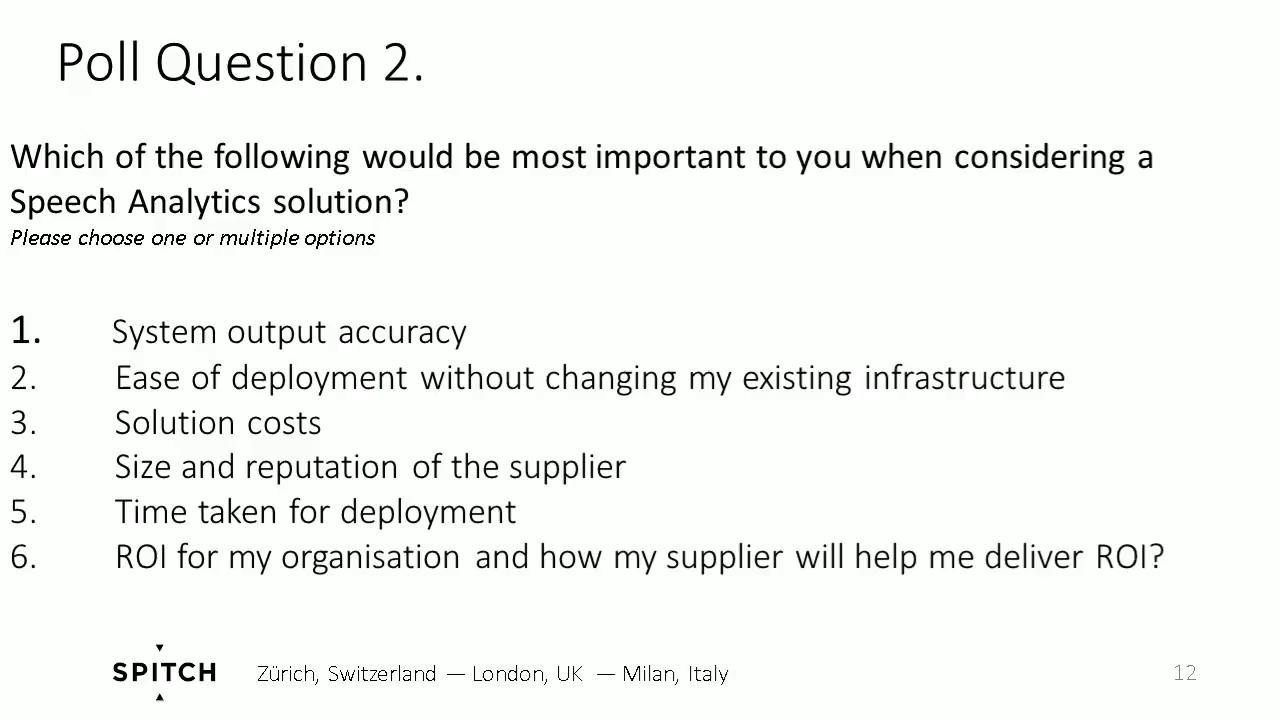 Poll Question 2.
Which of the following would be most important to you when considering a
Speech Analytics solution?
Please choose one or multiple options
1. System output accuracy
2. Ease of deployment without changing my existing infrastructure
3. Solution costs
4. Size and reputation of the supplier
5. Time taken for deployment
6. ROI for my organisation and how my supplier will help me deliver ROI?
SPITCH Zürich, Switzerland — London, UK — Milan, Italy 12